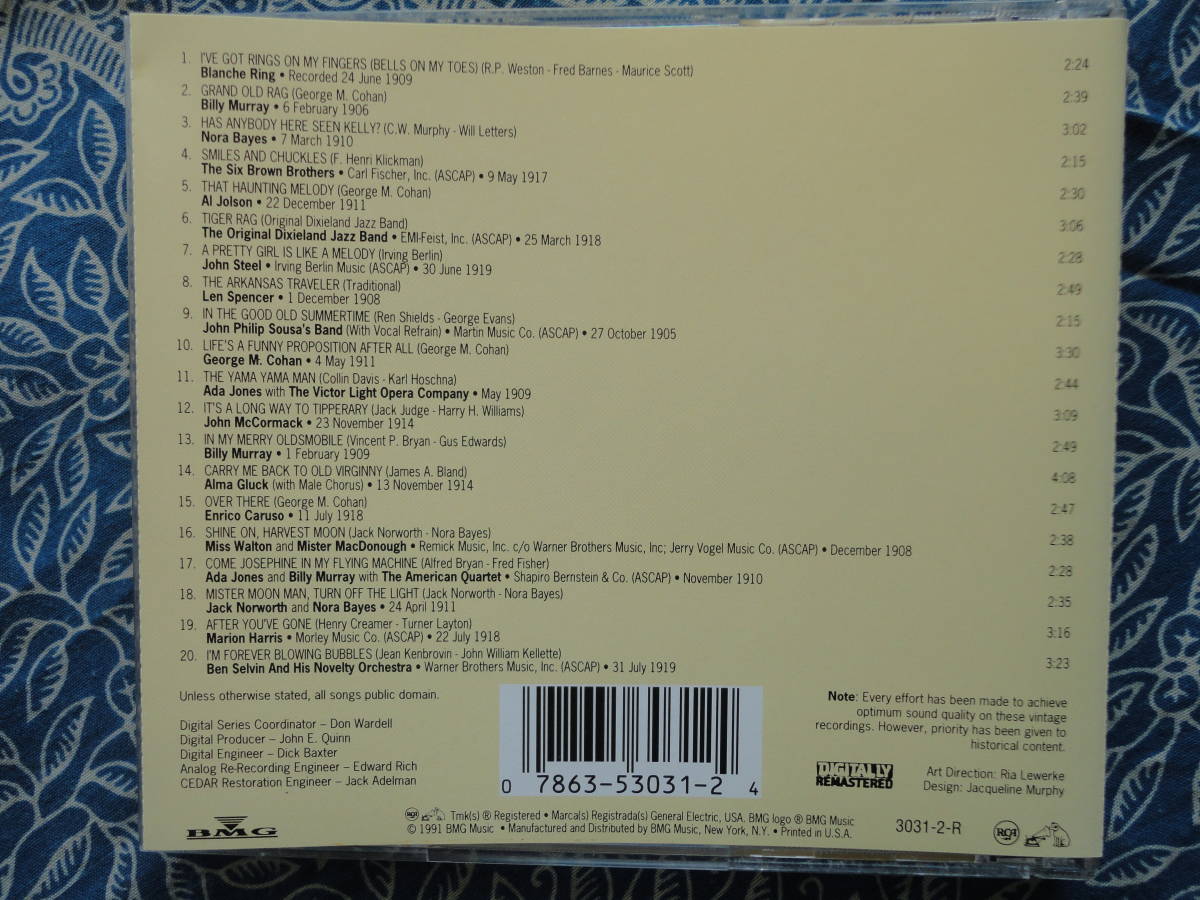 1. I'VE GOT RINGS ON MY FINGERS (BELLS ON MY TOES) (R.P. Weston - Fred Barnes - Maurice Scott) 2:24
Blanche Ring • Recorded 24 June 1909
2. GRAND OLD RAG (George M. Cohan) 2:39
Billy Murray • 6 February 1906
3. HAS ANYBODY HERE SEEN KELLY? (C.W. Murphy - Will Letters) 3:02
Nora Bayes • 7 March 1910
4. SMILES AND CHUCKLES (F. Henri Klickman) 2:15
The Six Brown Brothers • Carl Fischer, Inc. (ASCAP) • 9 May 1917
5. THAT HAUNTING MELODY (George M. Cohan) 2:30
Al Jolson • 22 December 1911
6. TIGER RAG (Original Dixieland Jazz Band) 3:06
The Original Dixieland Jazz Band • EMI-Feist, Inc. (ASCAP) • 25 March 1918
7. A PRETTY GIRL IS LIKE A MELODY (Irving Berlin) 2:28
John Steel • Irving Berlin Music (ASCAP) • 30 June 1919
8. THE ARKANSAS TRAVELER (Traditional) 2:49
Len Spencer • 1 December 1908
9. IN THE GOOD OLD SUMMERTIME (Ren Shields - George Evans) 2:15
John Philip Sousa's Band (With Vocal Refrain) • Martin Music Co. (ASCAP) • 27 October 1905
10. LIFE'S A FUNNY PROPOSITION AFTER ALL (George M. Cohan) 3:30
George M. Cohan • 4 May 1911
11. THE YAMA YAMA MAN (Collin Davis - Karl Hoschna) 2:44
Ada Jones with The Victor Light Opera Company • May 1909
12. IT'S A LONG WAY TO TIPPERARY (Jack Judge - Harry H. Williams) 3:09
John McCormack • 23 November 1914
13. IN MY MERRY OLDSMOBILE (Vincent P. Bryan - Gus Edwards) 2:49
Billy Murray • 1 February 1909
14. CARRY ME BACK TO OLD VIRGINNY (James A. Bland) 4:08
Alma Gluck (with Male Chorus) • 13 November 1914
15. OVER THERE (George M. Cohan) 2:47
Enrico Caruso • 11 July 1918
16. SHINE ON, HARVEST MOON (Jack Norworth - Nora Bayes) 2:38
Miss Walton and Mister MacDonough • Remick Music, Inc. c/o Warner Brothers Music, Inc; Jerry Vogel Music Co. (ASCAP) • December 1908
17. COME JOSEPHINE IN MY FLYING MACHINE (Alfred Bryan - Fred Fisher) 2:28
Ada Jones and Billy Murray with The American Quartet • Shapiro Bernstein & Co. (ASCAP) • November 1910
18. MISTER MOON MAN, TURN OFF THE LIGHT (Jack Norworth - Nora Bayes) 2:35
Jack Norworth and Nora Bayes • 24 April 1911
19. AFTER YOU'VE GONE (Henry Creamer - Turner Layton) 3:16
Marion Harris • Morley Music Co. (ASCAP) • 22 July 1918
20. I'M FOREVER BLOWING BUBBLES (Jean Kenbrovin - John William Kellette) 3:23
Ben Selvin And His Novelty Orchestra • Warner Brothers Music, Inc. (ASCAP) • 31 July 1919
Unless otherwise stated, all songs public domain.
Digital Series Coordinator – Don Wardell
Digital Producer – John E. Quinn
Digital Engineer – Dick Baxter
Analog Re-Recording Engineer – Edward Rich
CEDAR Restoration Engineer – Jack Adelman
0 7863-53031-2 4
Note: Every effort has been made to achieve
optimum sound quality on these vintage
recordings. However, priority has been given to
historical content.
DIGITALLY
REMASTERED
Art Direction: Ria Lewerke
Design: Jacqueline Murphy
BMG
RCA Tmk(s) ® Registered • Marca(s) Registrada(s) General Electric, USA. BMG logo ® BMG Music
© 1991 BMG Music • Manufactured and Distributed by BMG Music, New York, N.Y. • Printed in U.S.A.
3031-2-R
RCA